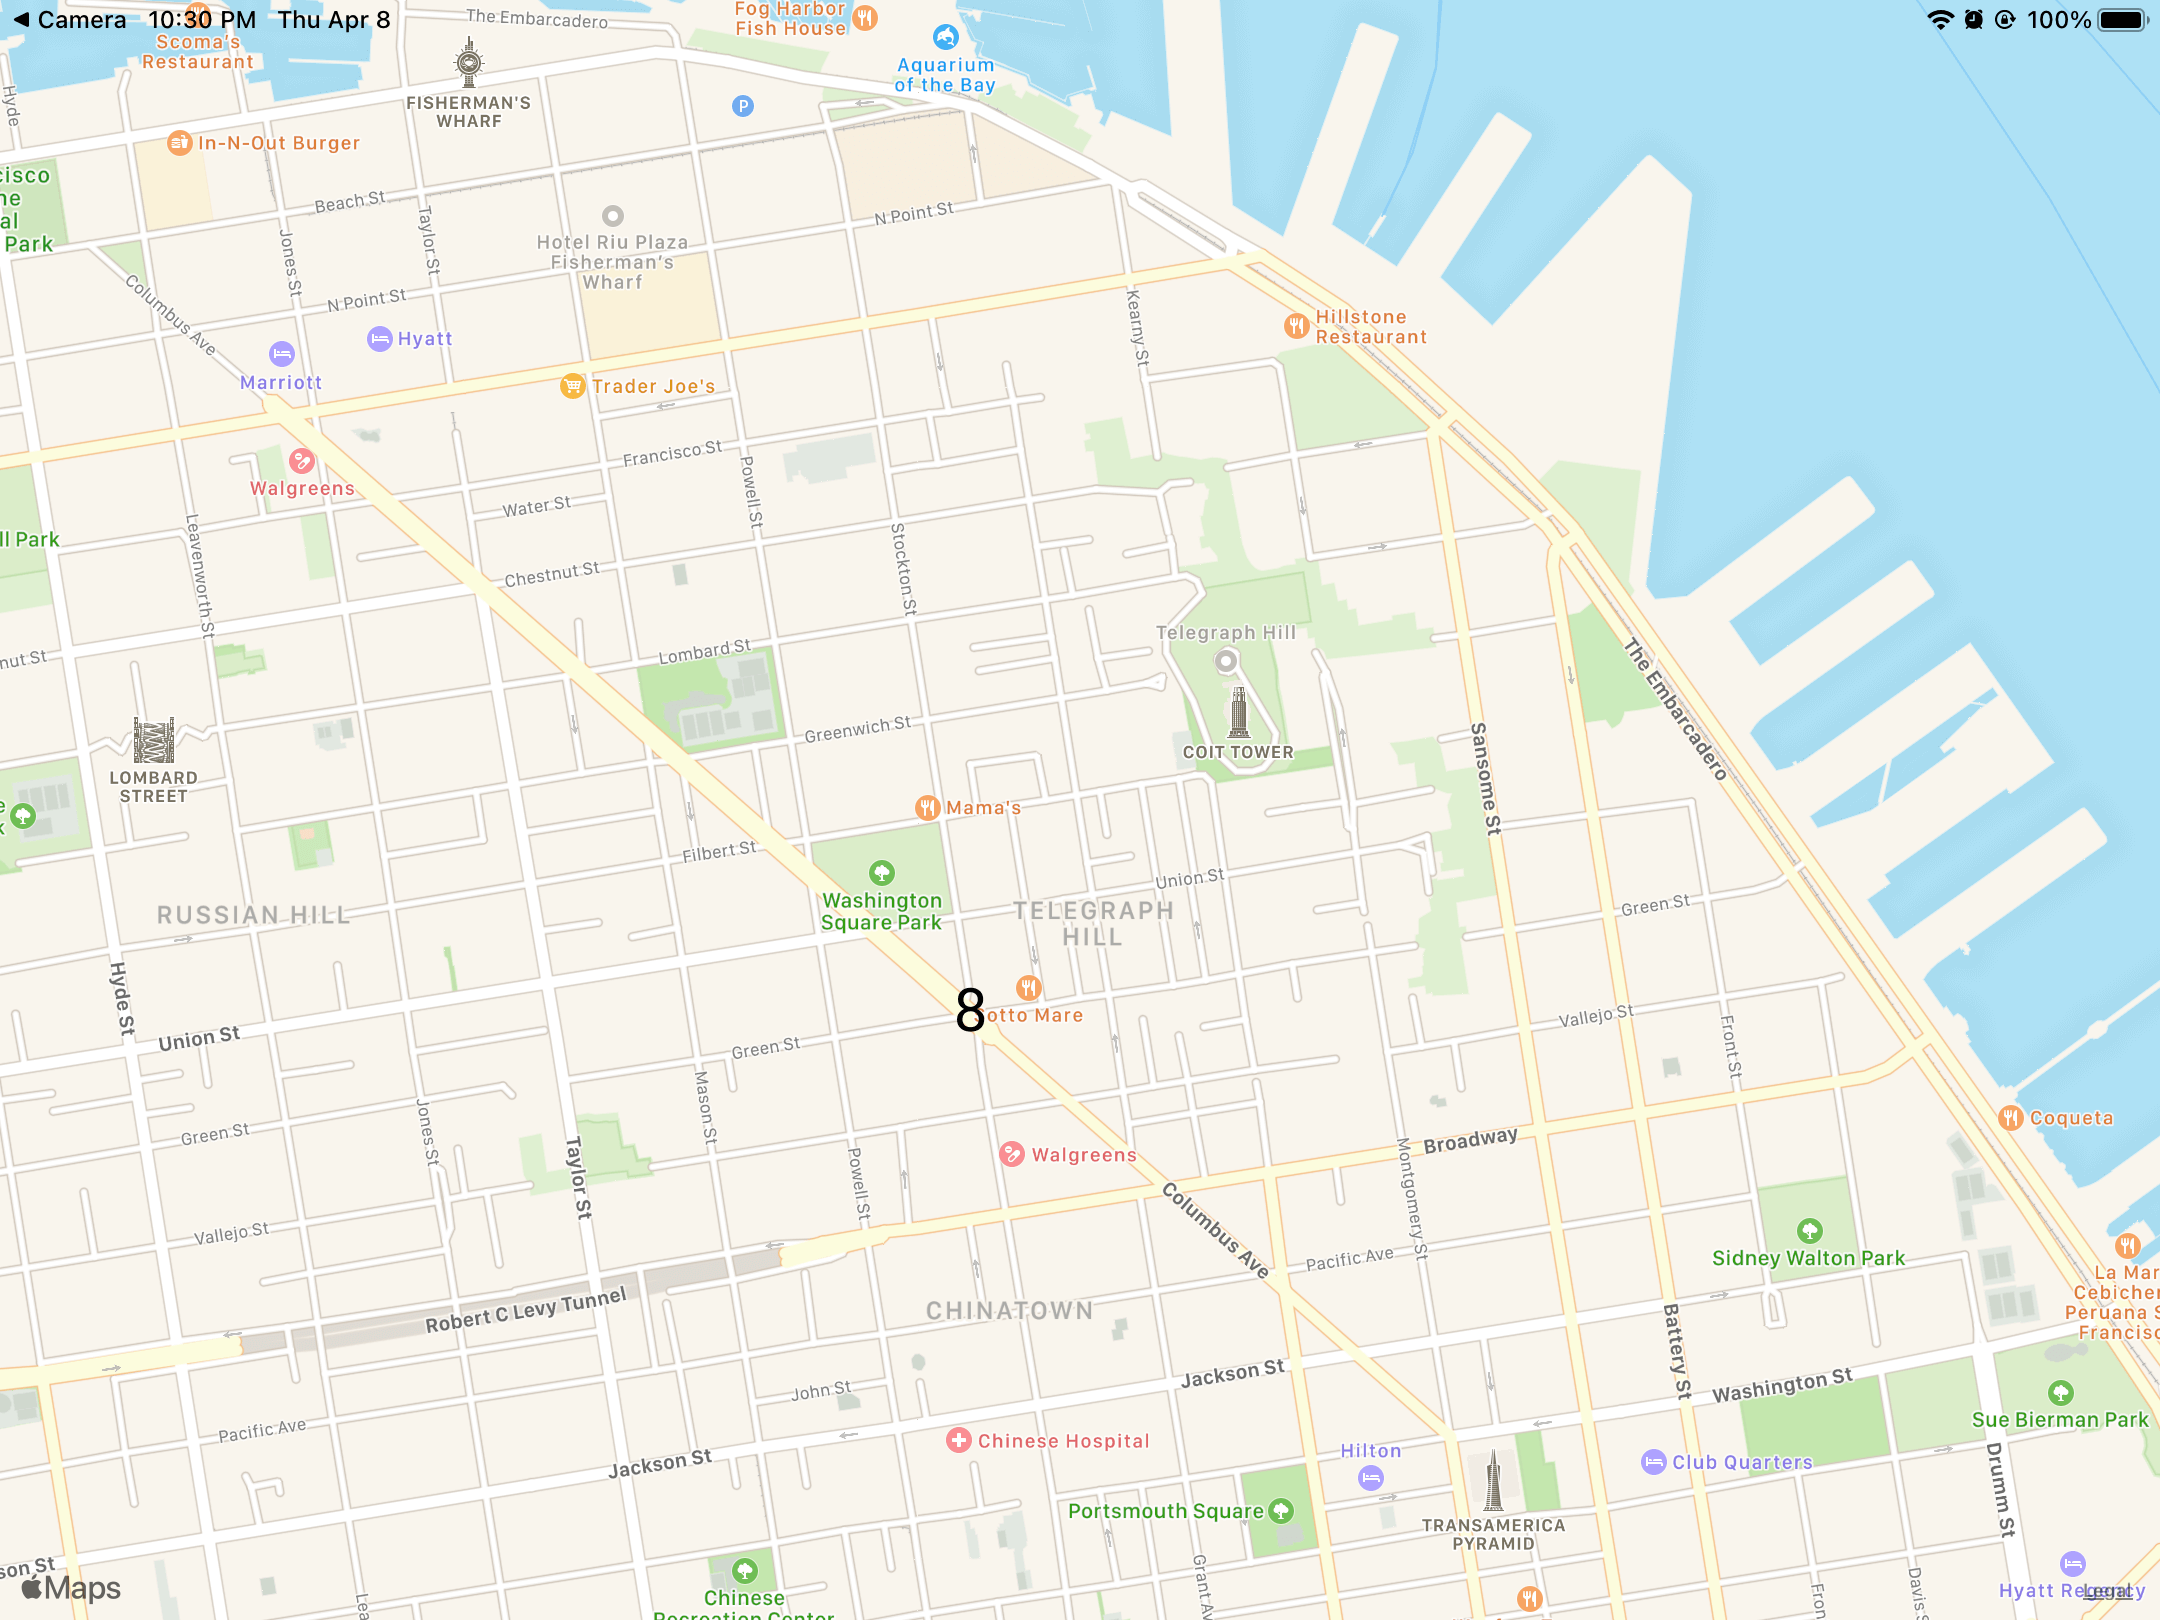 Camera 10:30 PM Thu Apr 8
100%
The Embarcadero
Fog Harbor
Fish House
Scoma's
Restaurant
Aquarium
of the Bay
Hyde
FISHERMAN'S
WHARF
P
In-N-Out Burger
Park
Beach St
Taylor St
N Point St
Jones St
Hotel Riu Plaza
Fisherman's
Wharf
Columbus Ave
N Point St
Kearny St
Hillstone
Restaurant
Hyatt
Marriott
Trader Joe's
Francisco St
Walgreens
Water St
Powell St
Stockton St
Leavenworth St
ll Park
Chestnut St
Telegraph Hill
Lombard St
nut St
The Embarcadero
Greenwich St
COIT TOWER
Sansome St
LOMBARD
STREET
Mama's
Filbert St
Washington
Square Park
Union St
TELEGRAPH
HILL
RUSSIAN HILL
Green St
Hyde St
8
Sotto Mare
Union St
Green St
Vallejo St
Front St
Mason St
Jones St
Green St
Coqueta
Taylor St
Walgreens
Broadway
Powell St
Columbus Ave
Montgomery St
Vallejo St
Pacific Ave
Sidney Walton Park
La Mar
Cebicher
Peruana S
Francisc
Robert C Levy Tunnel
CHINATOWN
Battery St
Jackson St
John St
Washington St
Pacific Ave
Sue Bierman Park
Jackson St
Chinese Hospital
Hilton
Club Quarters
Drumm St
Portsmouth Square
TRANSAMERICA
PYRAMID
son St
Maps
Chinese
Recreation Center
Lea
Grant Av
Fron
Davis S
Hyatt Regency
Legal